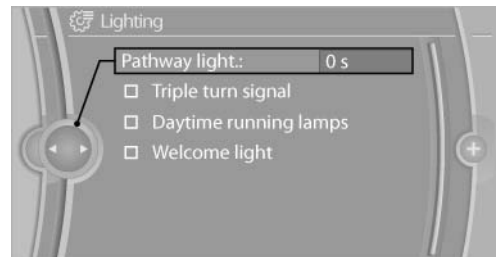 Lighting
Pathway light.: 0 s
Triple turn signal
Daytime running lamps
Welcome light